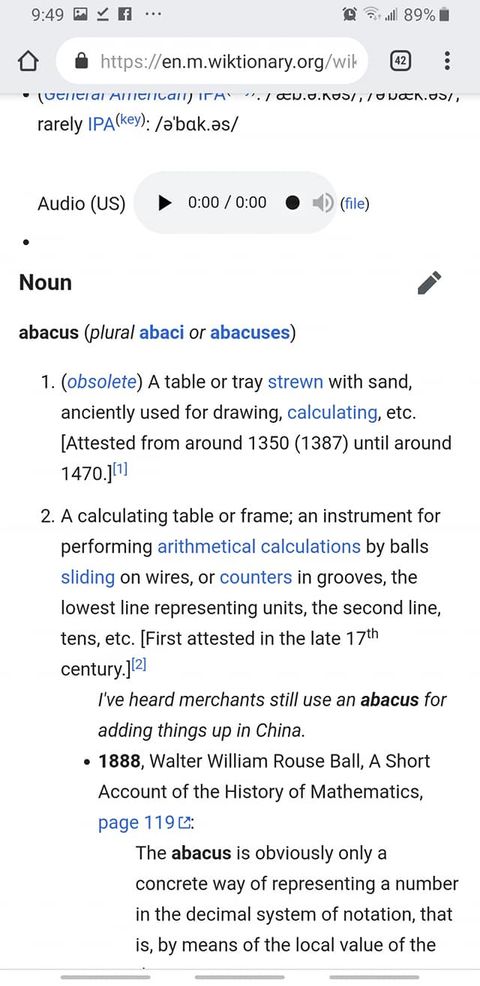 9:49 89%
https://en.m.wiktionary.org/wik 42
(General American) IPA
rarely IPA(key): /əˈbɑk.əs/
Audio (US) 0:00 / 0:00 (file)
Noun
abacus (plural abaci or abacuses)
1. (obsolete) A table or tray strewn with sand,
anciently used for drawing, calculating, etc.
[Attested from around 1350 (1387) until around
1470.][1]
2. A calculating table or frame; an instrument for
performing arithmetical calculations by balls
sliding on wires, or counters in grooves, the
lowest line representing units, the second line,
tens, etc. [First attested in the late 17th
century.][2]
I've heard merchants still use an abacus for
adding things up in China.
• 1888, Walter William Rouse Ball, A Short
Account of the History of Mathematics,
page 119:
The abacus is obviously only a
concrete way of representing a number
in the decimal system of notation, that
is, by means of the local value of the